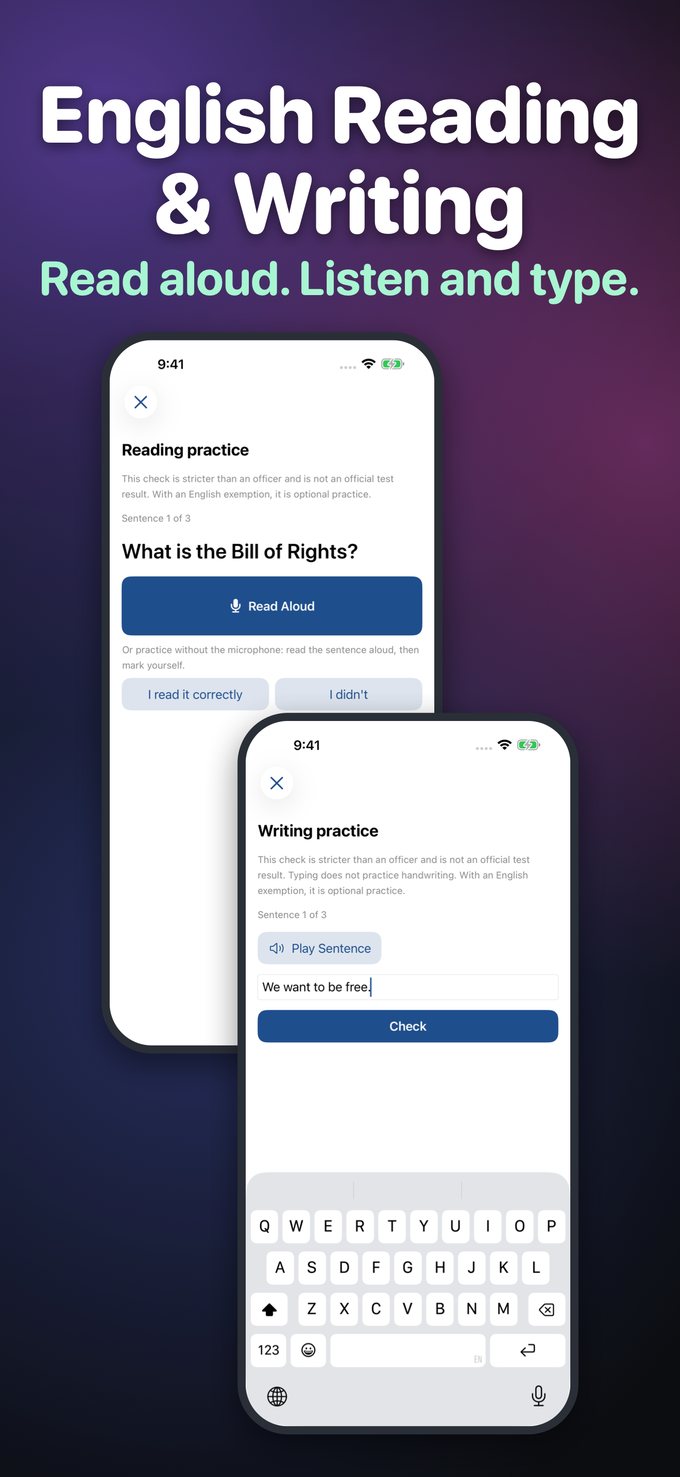 English Reading
& Writing
Read aloud. Listen and type.
9:41
Reading practice
This check is stricter than an officer and is not an official test
result. With an English exemption, it is optional practice.
Sentence 1 of 3
What is the Bill of Rights?
Read Aloud
Or practice without the microphone: read the sentence aloud, then
mark yourself.
I read it correctly
I didn't
9:41
Writing practice
This check is stricter than an officer and is not an official test
result. Typing does not practice handwriting. With an English
exemption, it is optional practice.
Sentence 1 of 3
Play Sentence
We want to be free.
Check
Q W E R T Y U I O P
A S D F G H J K L
Z X C V B N M
123
EN